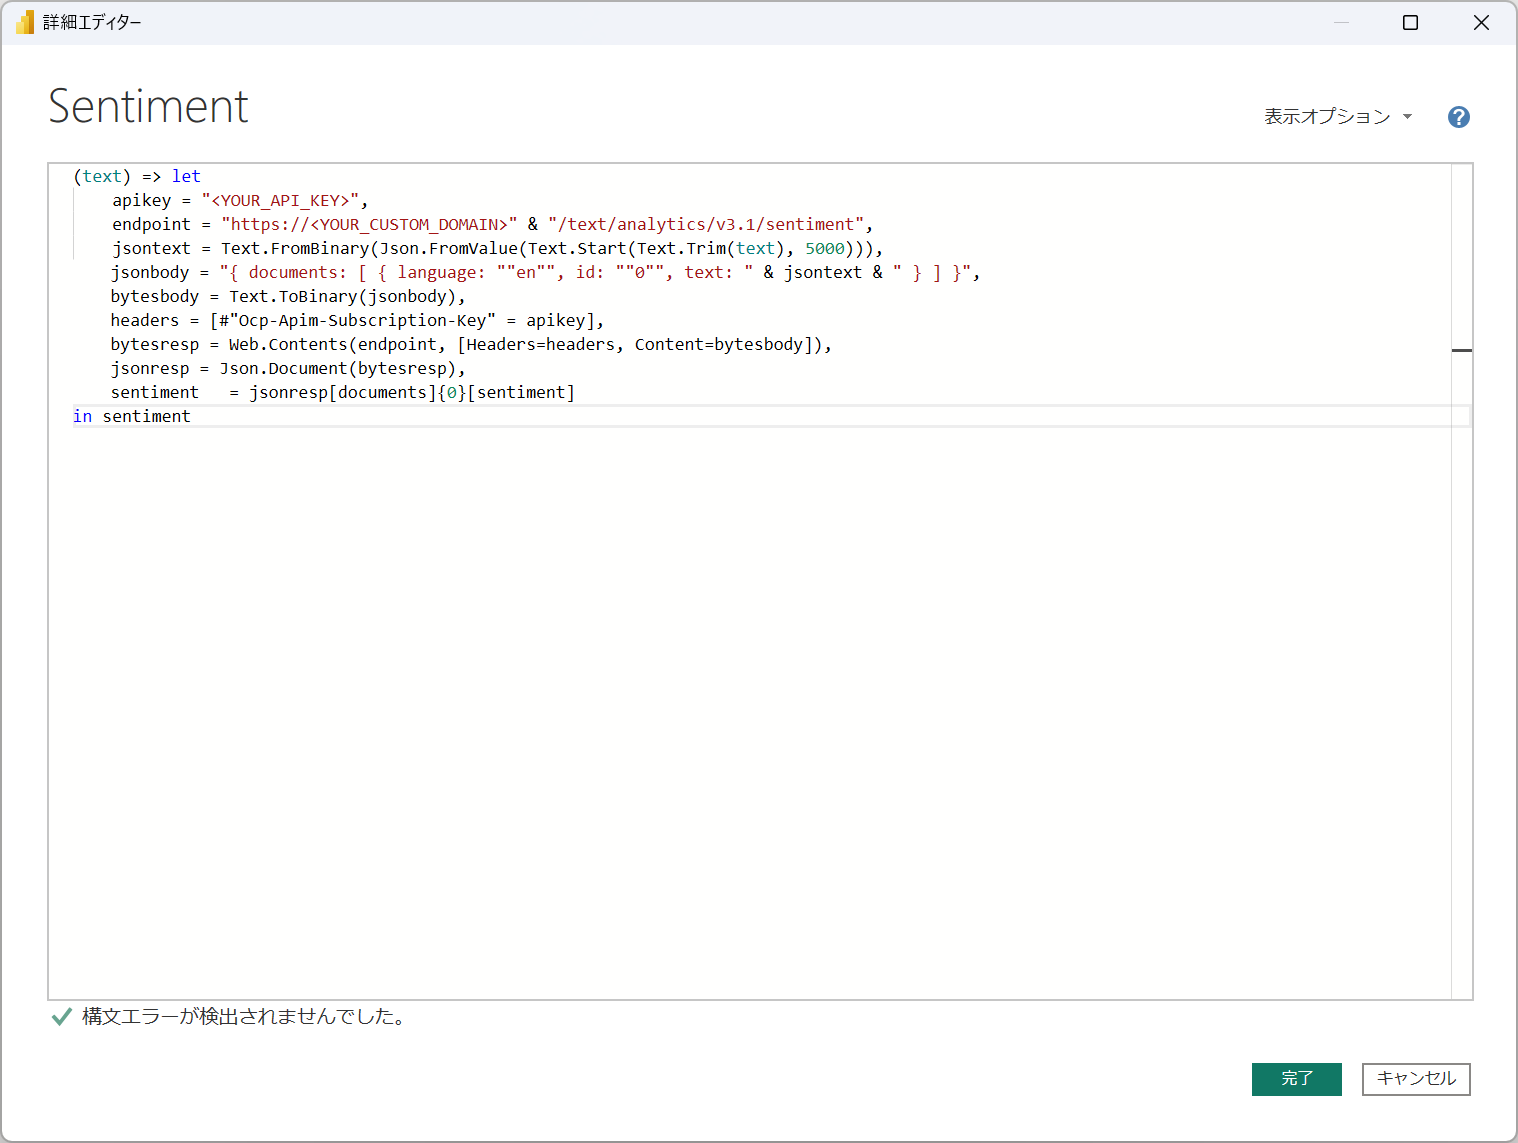 詳細エディター
Sentiment
表示オプション
?
(text) => let
    apikey = "<YOUR_API_KEY>",
    endpoint = "https://<YOUR_CUSTOM_DOMAIN>" & "/text/analytics/v3.1/sentiment",
    jsontext = Text.FromBinary(Json.FromValue(Text.Start(Text.Trim(text), 5000))),
    jsonbody = "{ documents: [ { language: ""en"", id: ""0"", text: " & jsontext & " } ] }",
    bytesbody = Text.ToBinary(jsonbody),
    headers = [#"Ocp-Apim-Subscription-Key" = apikey],
    bytesresp = Web.Contents(endpoint, [Headers=headers, Content=bytesbody]),
    jsonresp = Json.Document(bytesresp),
    sentiment   = jsonresp[documents]{0}[sentiment]
in sentiment
構文エラーが検出されませんでした。
完了
キャンセル